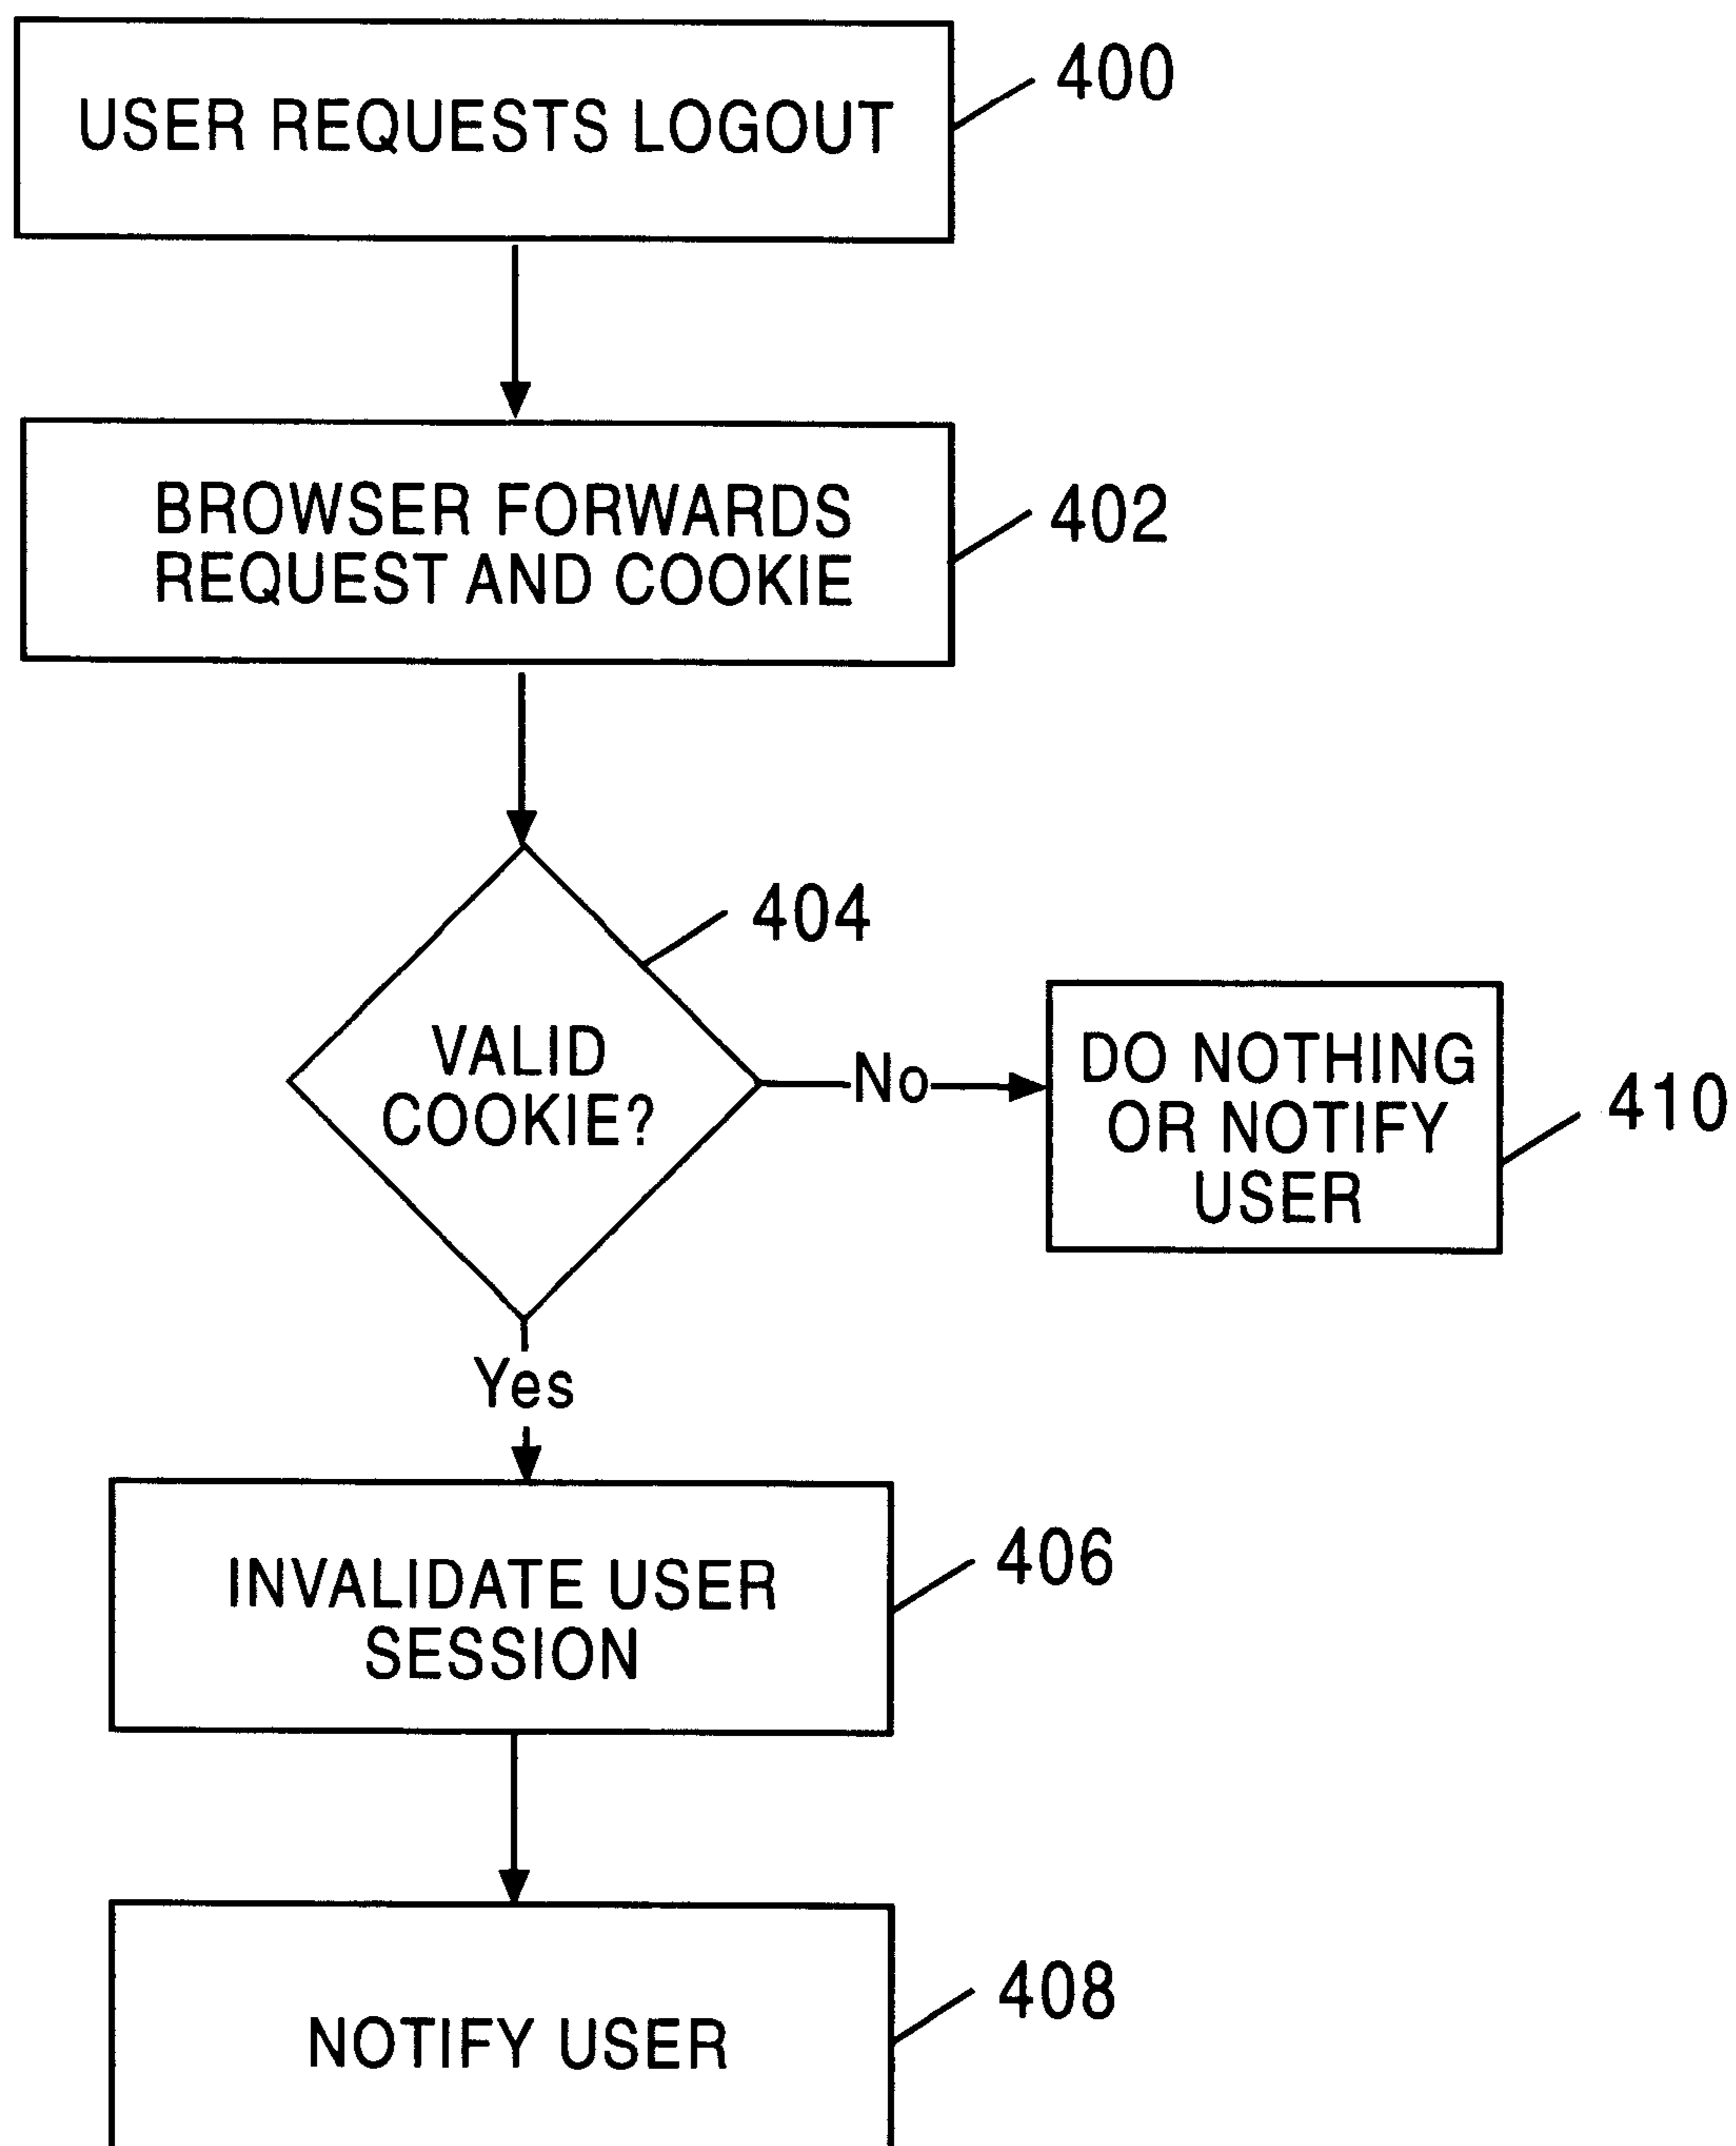 USER REQUESTS LOGOUT
400
BROWSER FORWARDS
REQUEST AND COOKIE
402
404
VALID
COOKIE?
No
DO NOTHING
OR NOTIFY
USER
410
Yes
INVALIDATE USER
SESSION
406
NOTIFY USER
408